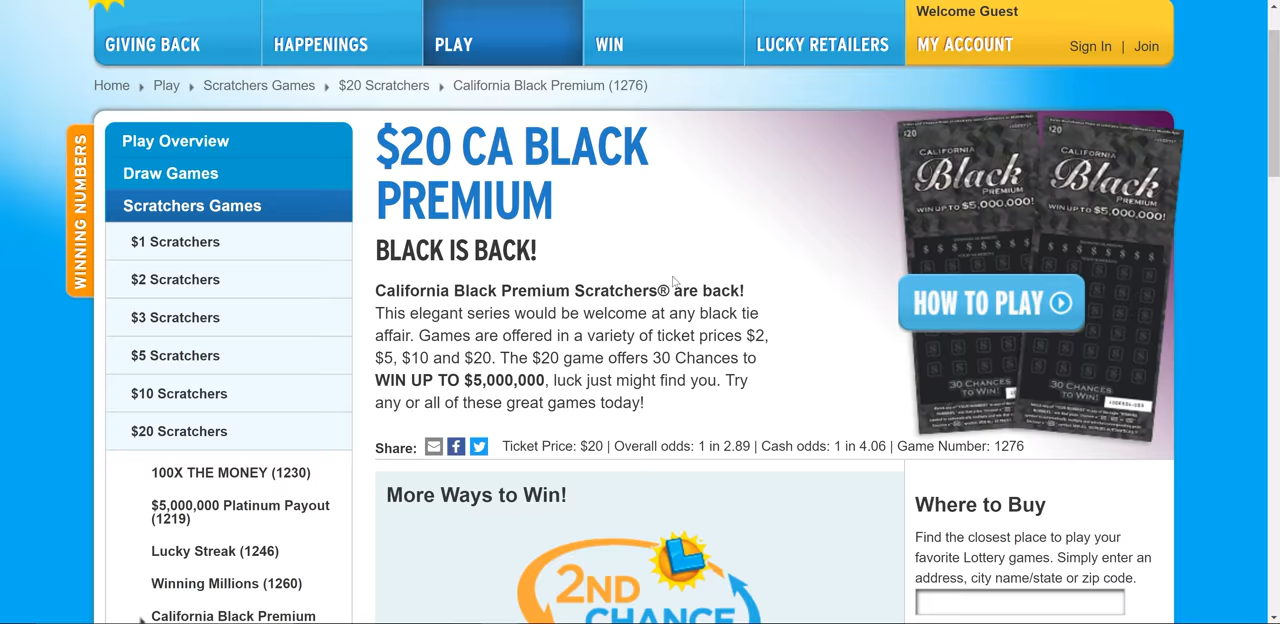 GIVING BACK
HAPPENINGS
PLAY
WIN
LUCKY RETAILERS
Welcome Guest
MY ACCOUNT
Sign In | Join
Home Play Scratchers Games $20 Scratchers California Black Premium (1276)
WINNING NUMBERS
Play Overview
Draw Games
Scratchers Games
$1 Scratchers
$2 Scratchers
$3 Scratchers
$5 Scratchers
$10 Scratchers
$20 Scratchers
100X THE MONEY (1230)
$5,000,000 Platinum Payout
(1219)
Lucky Streak (1246)
Winning Millions (1260)
California Black Premium
$20 CA BLACK
PREMIUM
BLACK IS BACK!
California Black Premium Scratchers® are back!
This elegant series would be welcome at any black tie
affair. Games are offered in a variety of ticket prices $2,
$5, $10 and $20. The $20 game offers 30 Chances to
WIN UP TO $5,000,000, luck just might find you. Try
any or all of these great games today!
Share:
Ticket Price: $20 | Overall odds: 1 in 2.89 | Cash odds: 1 in 4.06 | Game Number: 1276
$20
CALIFORNIA
Black
PREMIUM
WIN UP TO $5,000,000!
30 CHANCES
TO WIN!
$20
CALIFORNIA
Black
PREMIUM
WIN UP TO $5,000,000!
30 CHANCES
TO WIN!
HOW TO PLAY
More Ways to Win!
2ND
CHANCE
Where to Buy
Find the closest place to play your
favorite Lottery games. Simply enter an
address, city name/state or zip code.